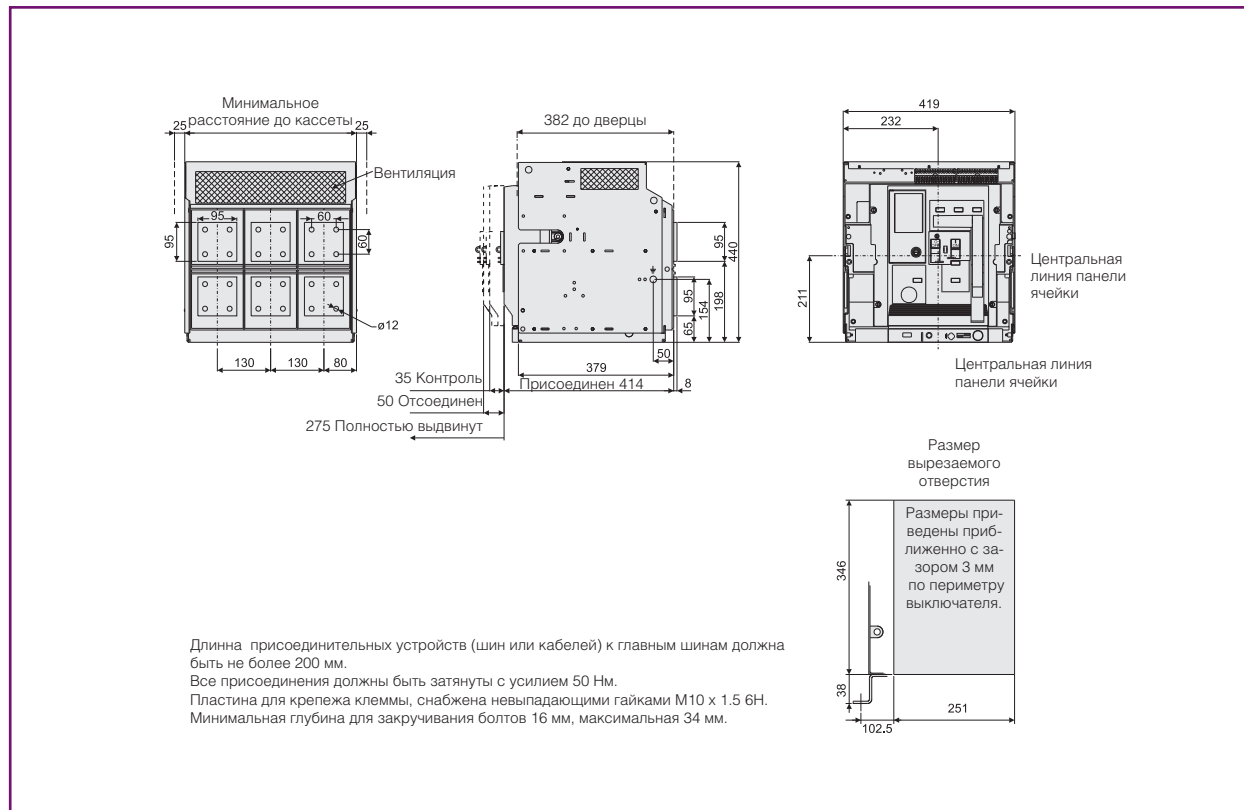 Минимальное
расстояние до кассеты
25
25
Вентиляция
95
95
60
60
ø12
130
130
80
382 до дверцы
440
95
198
154
95
65
50
379
Присоединен 414
8
35 Контроль
50 Отсоединен
275 Полностью выдвинут
419
232
211
Центральная
линия панели
ячейки
Центральная линия
панели ячейки
Размер
вырезаемого
отверстия
Размеры при-
ведены приб-
лиженно с за-
зором 3 мм
по периметру
выключателя.
346
38
102.5
251
Длинна присоединительных устройств (шин или кабелей) к главным шинам должна
быть не более 200 мм.
Все присоединения должны быть затянуты с усилием 50 Нм.
Пластина для крепежа клеммы, снабжена невыпадающими гайками M10 x 1.5 6H.
Минимальная глубина для закручивания болтов 16 мм, максимальная 34 мм.